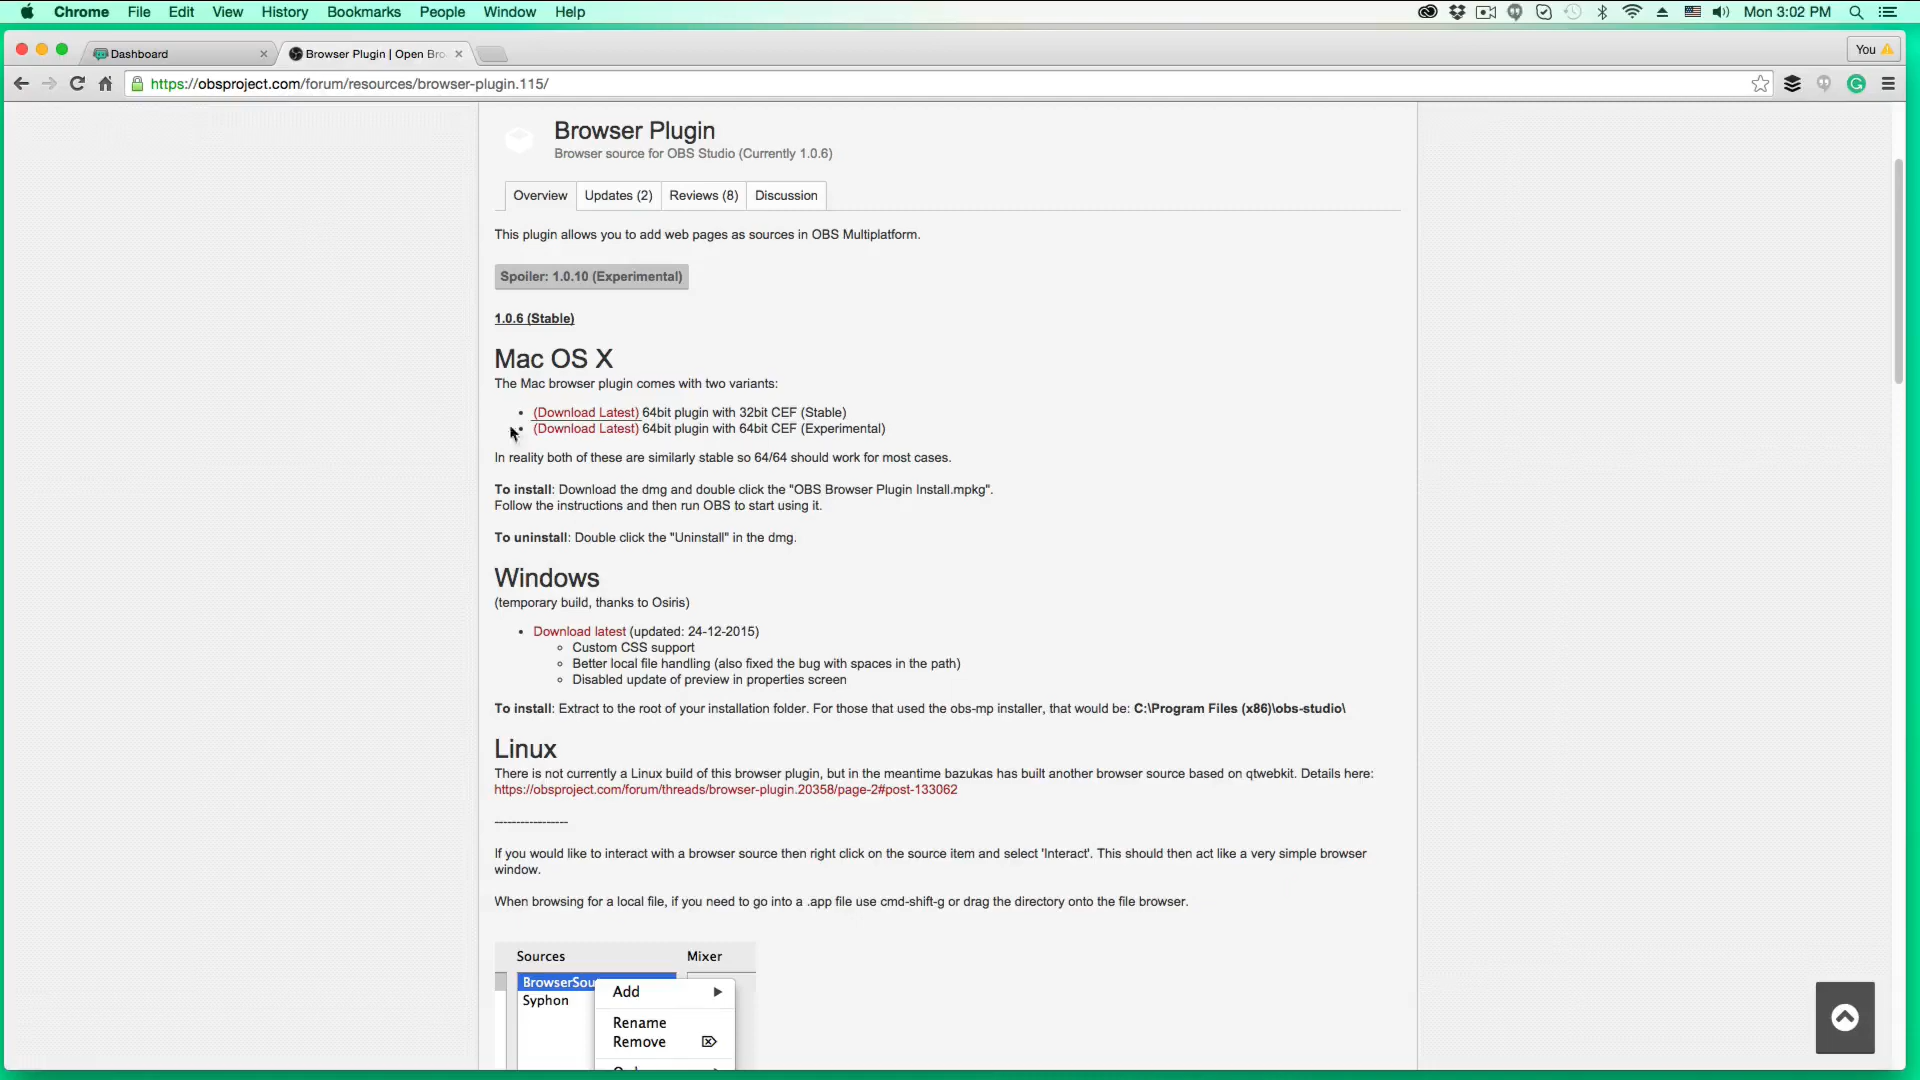 Chrome File Edit View History Bookmarks People Window Help Mon 3:02 PM
Dashboard Browser Plugin | Open Bro You
https://obsproject.com/forum/resources/browser-plugin.115/
Browser Plugin
Browser source for OBS Studio (Currently 1.0.6)
Overview Updates (2) Reviews (8) Discussion
This plugin allows you to add web pages as sources in OBS Multiplatform.
Spoiler: 1.0.10 (Experimental)
1.0.6 (Stable)
Mac OS X
The Mac browser plugin comes with two variants:
• (Download Latest) 64bit plugin with 32bit CEF (Stable)
• (Download Latest) 64bit plugin with 64bit CEF (Experimental)
In reality both of these are similarly stable so 64/64 should work for most cases.
To install: Download the dmg and double click the "OBS Browser Plugin Install.mpkg".
Follow the instructions and then run OBS to start using it.
To uninstall: Double click the "Uninstall" in the dmg.
Windows
(temporary build, thanks to Osiris)
• Download latest (updated: 24-12-2015)
◦ Custom CSS support
◦ Better local file handling (also fixed the bug with spaces in the path)
◦ Disabled update of preview in properties screen
To install: Extract to the root of your installation folder. For those that used the obs-mp installer, that would be: C:\Program Files (x86)\obs-studio\
Linux
There is not currently a Linux build of this browser plugin, but in the meantime bazukas has built another browser source based on qtwebkit. Details here:
https://obsproject.com/forum/threads/browser-plugin.20358/page-2#post-133062
-----------------
If you would like to interact with a browser source then right click on the source item and select 'Interact'. This should then act like a very simple browser
window.
When browsing for a local file, if you need to go into a .app file use cmd-shift-g or drag the directory onto the file browser.
Sources Mixer
BrowserSou
Syphon
Add
Rename
Remove